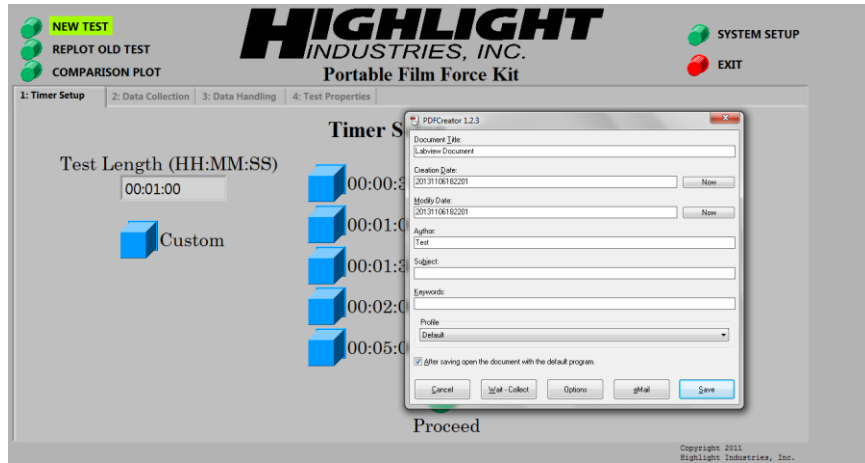 NEW TEST
REPLOT OLD TEST
COMPARISON PLOT
HIGHLIGHT
INDUSTRIES, INC.
Portable Film Force Kit
SYSTEM SETUP
EXIT
1: Timer Setup
2: Data Collection
3: Data Handling
4: Test Properties
Timer S
Test Length (HH:MM:SS)
00:01:00
Custom
00:00:3
00:01:0
00:01:3
00:02:0
00:05:0
Proceed
PDFCreator 1.2.3
Document Title:
Labview Document
Creation Date:
20131106182201
Now
Modify Date:
20131106182201
Now
Author:
Test
Subject:
Keywords:
Profile
Default
After saving open the document with the default program.
Cancel
Wait - Collect
Options
eMail
Save
Copyright 2011
Highlight Industries, Inc.